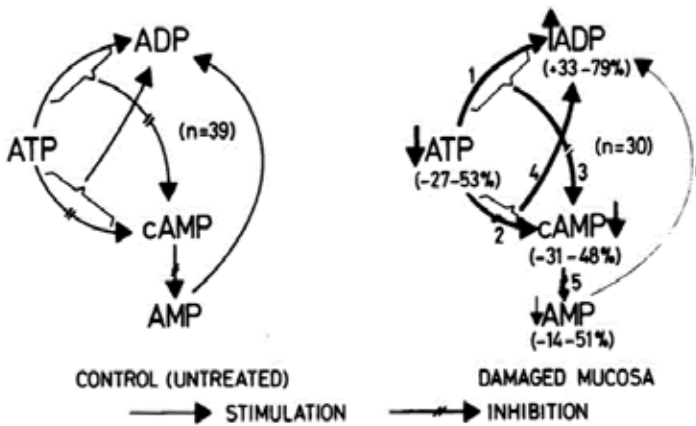 ADP
ATP
(n=39)
cAMP
AMP
CONTROL (UNTREATED)
1
ADP
(+33-79%)
ATP
(-27-53%)
4
(n=30)
3
2
cAMP
(-31-48%)
5
AMP
(-14-51%)
DAMAGED MUCOSA
STIMULATION
INHIBITION